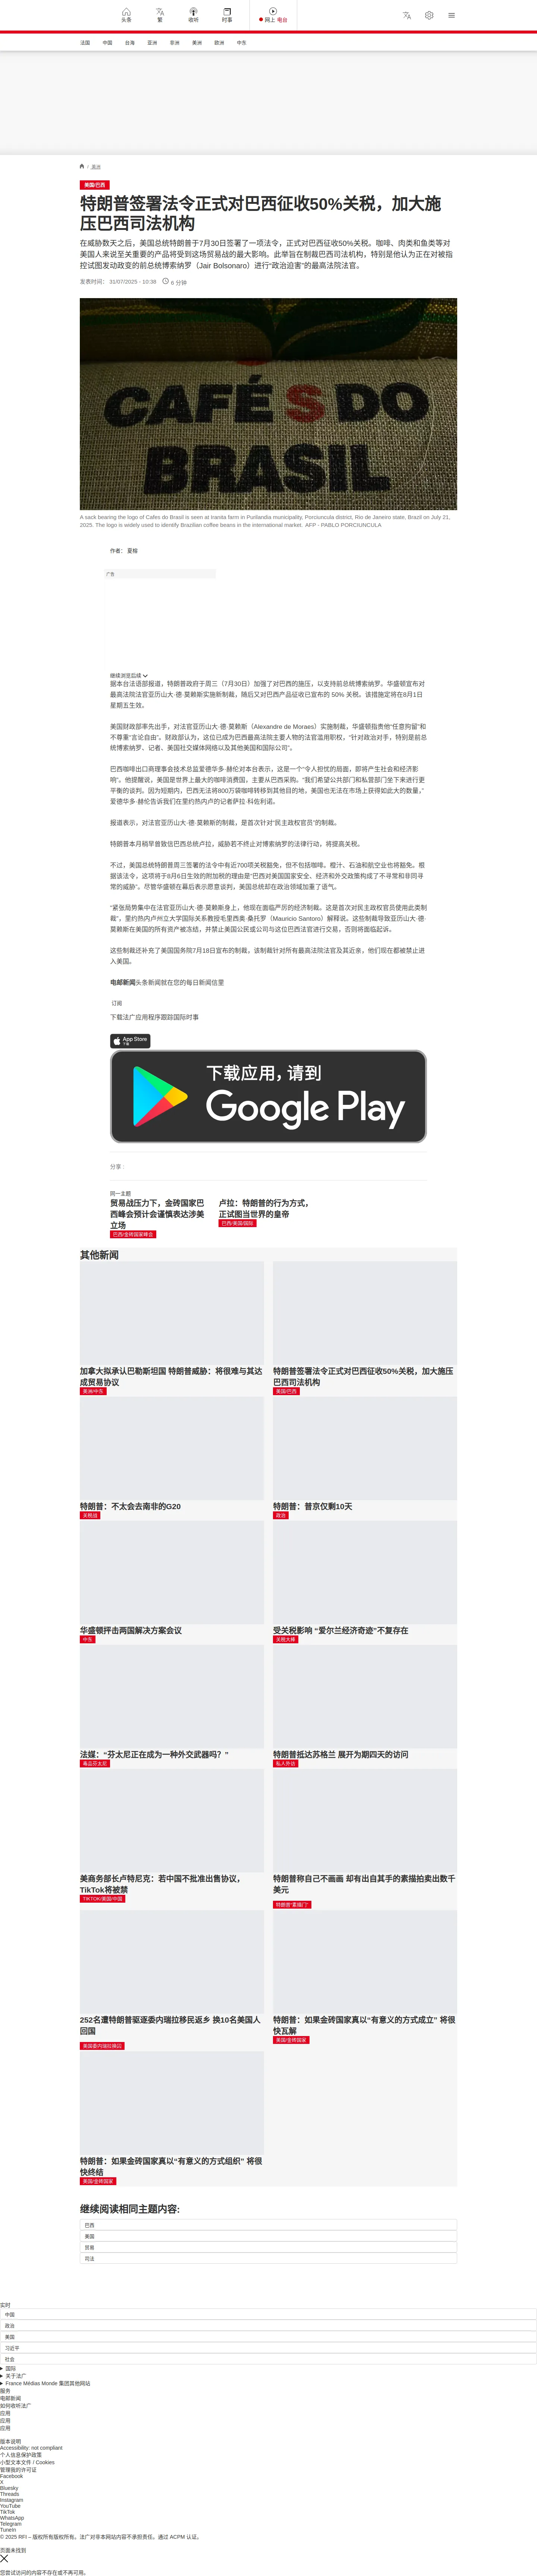 头条
繁
收听
时事
网上 电台
法国
中国
台海
亚洲
非洲
美洲
欧洲
中东
/ 美洲
美国/巴西
特朗普签署法令正式对巴西征收50%关税，加大施
压巴西司法机构
在威胁数天之后，美国总统特朗普于7月30日签署了一项法令，正式对巴西征收50%关税。咖啡、肉类和鱼类等对
美国人来说至关重要的产品将受到这场贸易战的最大影响。此举旨在制裁巴西司法机构，特别是他认为正在对被指
控试图发动政变的前总统博索纳罗（Jair Bolsonaro）进行“政治迫害”的最高法院法官。
发表时间： 31/07/2025 - 10:38
6 分钟
CAFÉS DO
BRASIL
A sack bearing the logo of Cafes do Brasil is seen at Iranita farm in Purilandia municipality, Porciuncula district, Rio de Janeiro state, Brazil on July 21,
2025. The logo is widely used to identify Brazilian coffee beans in the international market. AFP - PABLO PORCIUNCULA
作者： 夏榕
广告
继续浏览后续
据本台法语部报道，特朗普政府于周三（7月30日）加强了对巴西的施压，以支持前总统博索纳罗。华盛顿宣布对
最高法院法官亚历山大·德·莫赖斯实施新制裁，随后又对巴西产品征收已宣布的 50% 关税。该措施定将在8月1日
星期五生效。
美国财政部率先出手，对法官亚历山大·德·莫赖斯（Alexandre de Moraes）实施制裁，华盛顿指责他“任意拘留”和
不尊重“言论自由”。财政部认为，这位已成为巴西最高法院主要人物的法官滥用职权，“针对政治对手，特别是前总
统博索纳罗、记者、美国社交媒体网络以及其他美国和国际公司”。
巴西咖啡出口商理事会技术总监爱德华多·赫伦对本台表示，这是一个“令人担忧的局面，即将产生社会和经济影
响”。他提醒说，美国是世界上最大的咖啡消费国，主要从巴西采购。“我们希望公共部门和私营部门坐下来进行更
平衡的谈判。因为短期内，巴西无法将800万袋咖啡转移到其他目的地，美国也无法在市场上获得如此大的数量，”
爱德华多·赫伦告诉我们在里约热内卢的记者萨拉·科佐利诺。
报道表示，对法官亚历山大·德·莫赖斯的制裁，是首次针对“民主政权官员”的制裁。
特朗普本月稍早曾致信巴西总统卢拉，威胁若不终止对博索纳罗的法律行动，将提高关税。
不过，美国总统特朗普周三签署的法令中有近700项关税豁免，但不包括咖啡。橙汁、石油和航空业也将豁免。根
据该法令，这项将于8月6日生效的附加税的理由是“巴西对美国国家安全、经济和外交政策构成了不寻常和非同寻
常的威胁”。尽管华盛顿在幕后表示愿意谈判，美国总统却在政治领域加重了语气。
“紧张局势集中在法官亚历山大·德·莫赖斯身上，他现在面临严厉的经济制裁。这是首次对民主政权官员使用此类制
裁”，里约热内卢州立大学国际关系教授毛里西奥·桑托罗（Mauricio Santoro）解释说。这些制裁导致亚历山大·德·
莫赖斯在美国的所有资产被冻结，并禁止美国公民或公司与这位巴西法官进行交易，否则将面临起诉。
这些制裁还补充了美国国务院7月18日宣布的制裁，该制裁针对所有最高法院法官及其近亲，他们现在都被禁止进
入美国。
电邮新闻头条新闻就在您的每日新闻信里
订阅
下载法广应用程序跟踪国际时事
App Store
下载
下载应用，请到
Google Play
分享 :
同一主题
贸易战压力下，金砖国家巴
西峰会预计会谨慎表达涉美
立场
巴西/金砖国家峰会
卢拉：特朗普的行为方式，
正试图当世界的皇帝
巴西/美国/国际
其他新闻
加拿大拟承认巴勒斯坦国 特朗普威胁：将很难与其达
成贸易协议
美洲/中东
特朗普签署法令正式对巴西征收50%关税，加大施压
巴西司法机构
美国/巴西
特朗普：不太会去南非的G20
关税战
特朗普：普京仅剩10天
政治
华盛顿抨击两国解决方案会议
中东
受关税影响 “爱尔兰经济奇迹”不复存在
关税大棒
法媒：“芬太尼正在成为一种外交武器吗？”
毒品芬太尼
特朗普抵达苏格兰 展开为期四天的访问
私人外访
美商务部长卢特尼克：若中国不批准出售协议，
TikTok将被禁
TIKTOK/美国/中国
特朗普称自己不画画 却有出自其手的素描拍卖出数千
美元
特朗普“素描门”
252名遭特朗普驱逐委内瑞拉移民返乡 换10名美国人
回国
美国委内瑞拉换囚
特朗普：如果金砖国家真以“有意义的方式成立” 将很
快瓦解
美国/金砖国家
特朗普：如果金砖国家真以“有意义的方式组织” 将很
快终结
美国/金砖国家
继续阅读相同主题内容:
巴西
美国
贸易
司法
实时
中国
政治
美国
习近平
社会
国际
关于法广
France Médias Monde 集团其他网站
服务
电邮新闻
如何收听法广
应用
应用
应用
版本说明
Accessibility: not compliant
个人信息保护政策
小型文本文件 / Cookies
管理我的许可证
Facebook
X
Bluesky
Threads
Instagram
YouTube
TikTok
WhatsApp
Telegram
TuneIn
© 2025 RFI – 版权所有版权所有。法广对非本网站内容不承担责任。通过 ACPM 认证。
页面未找到
您尝试访问的内容不存在或不再可用。